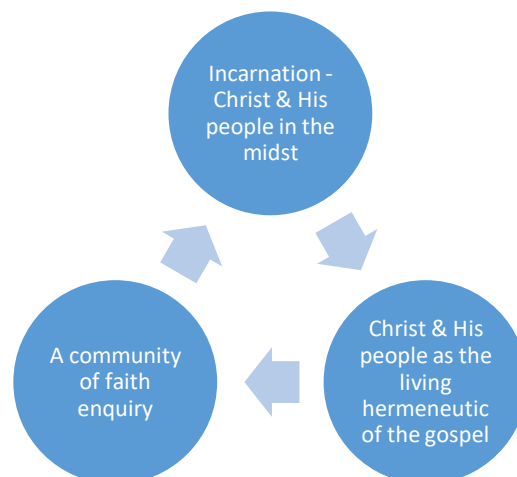 Incarnation -
Christ & His
people in the
midst
Christ & His
people as the
living
hermeneutic
of the gospel
A community
of faith
enquiry